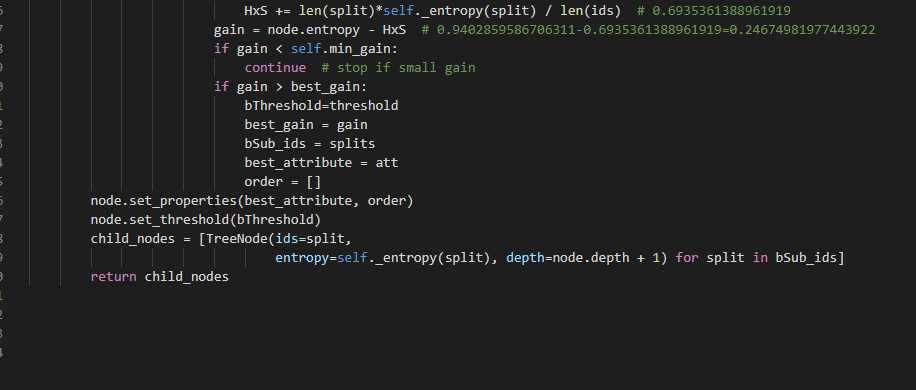 HxS += len(split)*self._entropy(split) / len(ids)  # 0.6935361388961919
gain = node.entropy - HxS  # 0.9402859586706311-0.6935361388961919=0.24674981977443922
if gain < self.min_gain:
continue  # stop if small gain
if gain > best_gain:
bThreshold=threshold
best_gain = gain
bSub_ids = splits
best_attribute = att
order = []
node.set_properties(best_attribute, order)
node.set_threshold(bThreshold)
child_nodes = [TreeNode(ids=split,
entropy=self._entropy(split), depth=node.depth + 1) for split in bSub_ids]
return child_nodes